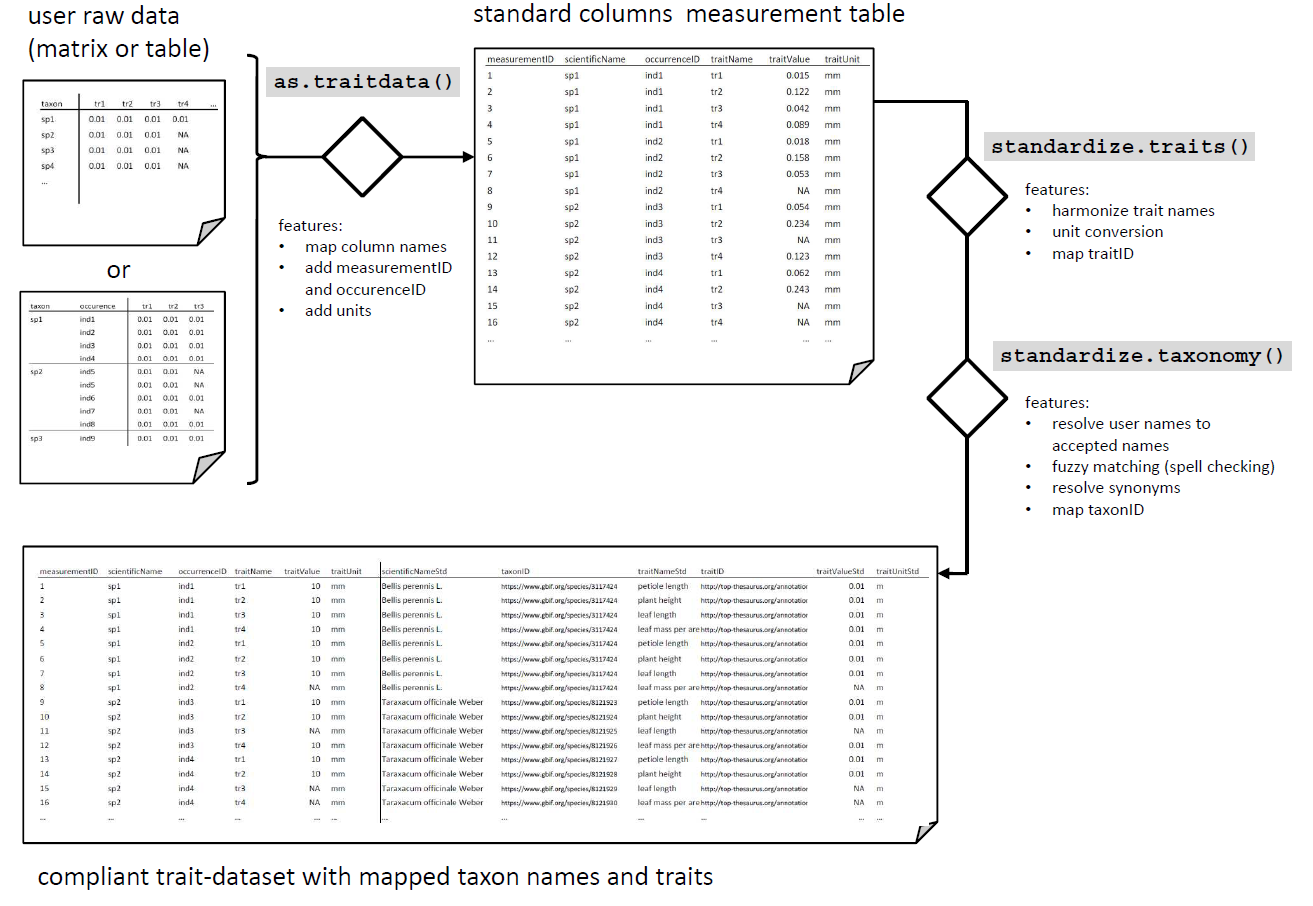 user raw data
(matrix or table)
taxon tr1 tr2 tr3 tr4 ...
sp1 0.01 0.01 0.01 0.01
sp2 0.01 0.01 0.01 NA
sp3 0.01 0.01 0.01 NA
sp4 0.01 0.01 0.01 NA
...
or
taxon occurence tr1 tr2 tr3
sp1 ind1 0.01 0.01 0.01
ind2 0.01 0.01 0.01
ind3 0.01 0.01 0.01
ind4 0.01 0.01 0.01
sp2 ind5 0.01 0.01 NA
ind5 0.01 0.01 NA
ind6 0.01 0.01 0.01
ind7 0.01 0.01 NA
ind8 0.01 0.01 0.01
sp3 ind9 0.01 0.01 0.01
as.traitdata()
features:
• map column names
• add measurementID
and occurenceID
• add units
standard columns measurement table
measurementID scientificName occurrenceID traitName traitValue traitUnit
1 sp1 ind1 tr1 0.015 mm
2 sp1 ind1 tr2 0.122 mm
3 sp1 ind1 tr3 0.042 mm
4 sp1 ind1 tr4 0.089 mm
5 sp1 ind2 tr1 0.018 mm
6 sp1 ind2 tr2 0.158 mm
7 sp1 ind2 tr3 0.053 mm
8 sp1 ind2 tr4 NA mm
9 sp2 ind3 tr1 0.054 mm
10 sp2 ind3 tr2 0.234 mm
11 sp2 ind3 tr3 NA mm
12 sp2 ind3 tr4 0.123 mm
13 sp2 ind4 tr1 0.062 mm
14 sp2 ind4 tr2 0.243 mm
15 sp2 ind4 tr3 NA mm
16 sp2 ind4 tr4 NA mm
... ... ... ... ... ...
standardize.traits()
features:
• harmonize trait names
• unit conversion
• map traitID
standardize.taxonomy()
features:
• resolve user names to
accepted names
• fuzzy matching (spell checking)
• resolve synonyms
• map taxonID
measurementID scientificName occurrenceID traitName traitValue traitUnit scientificNameStd taxonID traitNameStd traitID traitValueStd traitUnitStd
1 sp1 ind1 tr1 10 mm Bellis perennis L. https://www.gbif.org/species/3117424 petiole length http://top-thesaurus.org/annotatior 0.01 m
2 sp1 ind1 tr2 10 mm Bellis perennis L. https://www.gbif.org/species/3117424 plant height http://top-thesaurus.org/annotatior 0.01 m
3 sp1 ind1 tr3 10 mm Bellis perennis L. https://www.gbif.org/species/3117424 leaf length http://top-thesaurus.org/annotatior 0.01 m
4 sp1 ind1 tr4 10 mm Bellis perennis L. https://www.gbif.org/species/3117424 leaf mass per are http://top-thesaurus.org/annotatior 0.01 m
5 sp1 ind2 tr1 10 mm Bellis perennis L. https://www.gbif.org/species/3117424 petiole length http://top-thesaurus.org/annotatior 0.01 m
6 sp1 ind2 tr2 10 mm Bellis perennis L. https://www.gbif.org/species/3117424 plant height http://top-thesaurus.org/annotatior 0.01 m
7 sp1 ind2 tr3 10 mm Bellis perennis L. https://www.gbif.org/species/3117424 leaf length http://top-thesaurus.org/annotatior 0.01 m
8 sp1 ind2 tr4 NA mm Bellis perennis L. https://www.gbif.org/species/3117424 leaf mass per are http://top-thesaurus.org/annotatior NA m
9 sp2 ind3 tr1 10 mm Taraxacum officinale Weber https://www.gbif.org/species/8121923 petiole length http://top-thesaurus.org/annotatior 0.01 m
10 sp2 ind3 tr2 10 mm Taraxacum officinale Weber https://www.gbif.org/species/8121924 plant height http://top-thesaurus.org/annotatior 0.01 m
11 sp2 ind3 tr3 NA mm Taraxacum officinale Weber https://www.gbif.org/species/8121925 leaf length http://top-thesaurus.org/annotatior NA m
12 sp2 ind3 tr4 10 mm Taraxacum officinale Weber https://www.gbif.org/species/8121926 leaf mass per are http://top-thesaurus.org/annotatior 0.01 m
13 sp2 ind4 tr1 10 mm Taraxacum officinale Weber https://www.gbif.org/species/8121927 petiole length http://top-thesaurus.org/annotatior 0.01 m
14 sp2 ind4 tr2 10 mm Taraxacum officinale Weber https://www.gbif.org/species/8121928 plant height http://top-thesaurus.org/annotatior 0.01 m
15 sp2 ind4 tr3 NA mm Taraxacum officinale Weber https://www.gbif.org/species/8121929 leaf length http://top-thesaurus.org/annotatior NA m
16 sp2 ind4 tr4 NA mm Taraxacum officinale Weber https://www.gbif.org/species/8121930 leaf mass per are http://top-thesaurus.org/annotatior NA m
... ... ... ... ... ... ... ... ... ... ... ...
compliant trait-dataset with mapped taxon names and traits